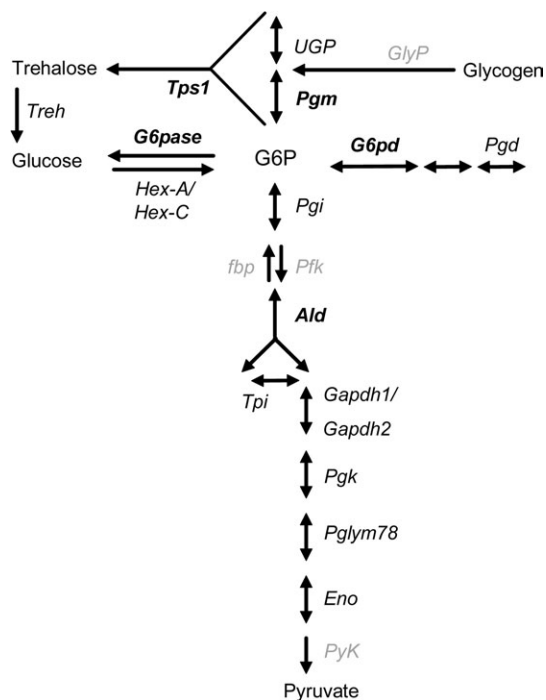 UGP
GlyP
Trehalose
Glycogen
Tps1
Pgm
Treh
G6pase
G6pd
Pgd
Glucose
G6P
Hex-A/
Hex-C
Pgi
fbp
Pfk
Ald
Tpi
Gapdh1/
Gapdh2
Pgk
Pglym78
Eno
PyK
Pyruvate